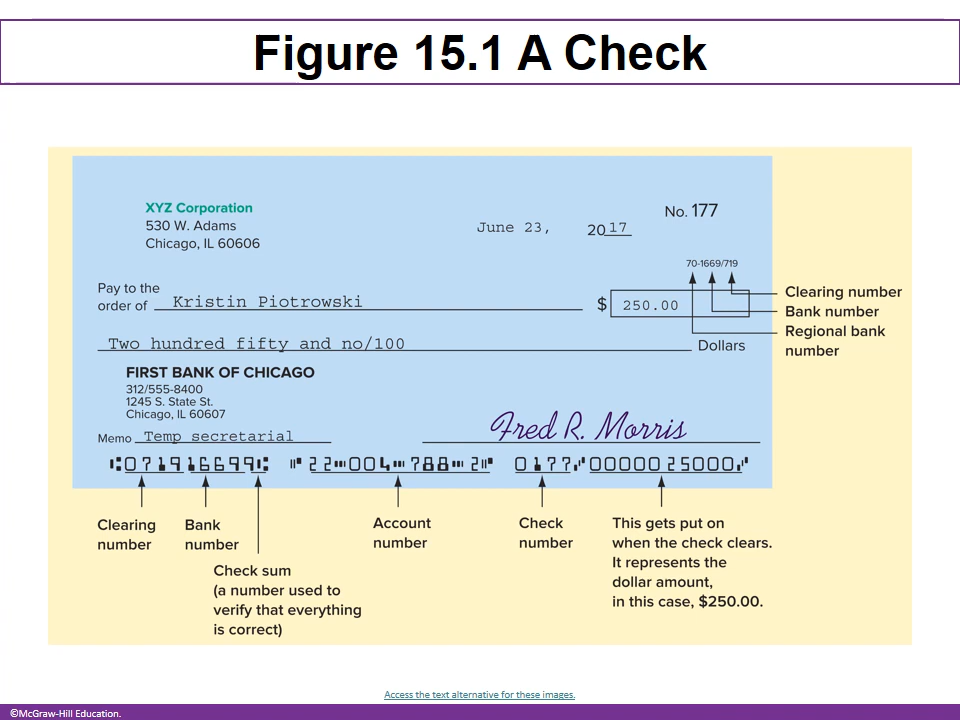 Figure 15.1 A Check
XYZ Corporation
530 W. Adams
Chicago, IL 60606
June 23, 2017
No. 177
70-1669/719
Pay to the
order of Kristin Piotrowski
$ 250.00
Clearing number
Bank number
Regional bank
number
Two hundred fifty and no/100 Dollars
FIRST BANK OF CHICAGO
312/555-8400
1245 S. State St.
Chicago, IL 60607
Memo Temp secretarial
Fred R. Morris
⑆071916699⑆ ⑈22⑉004⑉788⑉2⑈ 0177⑇0000025000⑇
Clearing
number
Bank
number
Check sum
(a number used to
verify that everything
is correct)
Account
number
Check
number
This gets put on
when the check clears.
It represents the
dollar amount,
in this case, $250.00.
Access the text alternative for these images.
©McGraw-Hill Education.